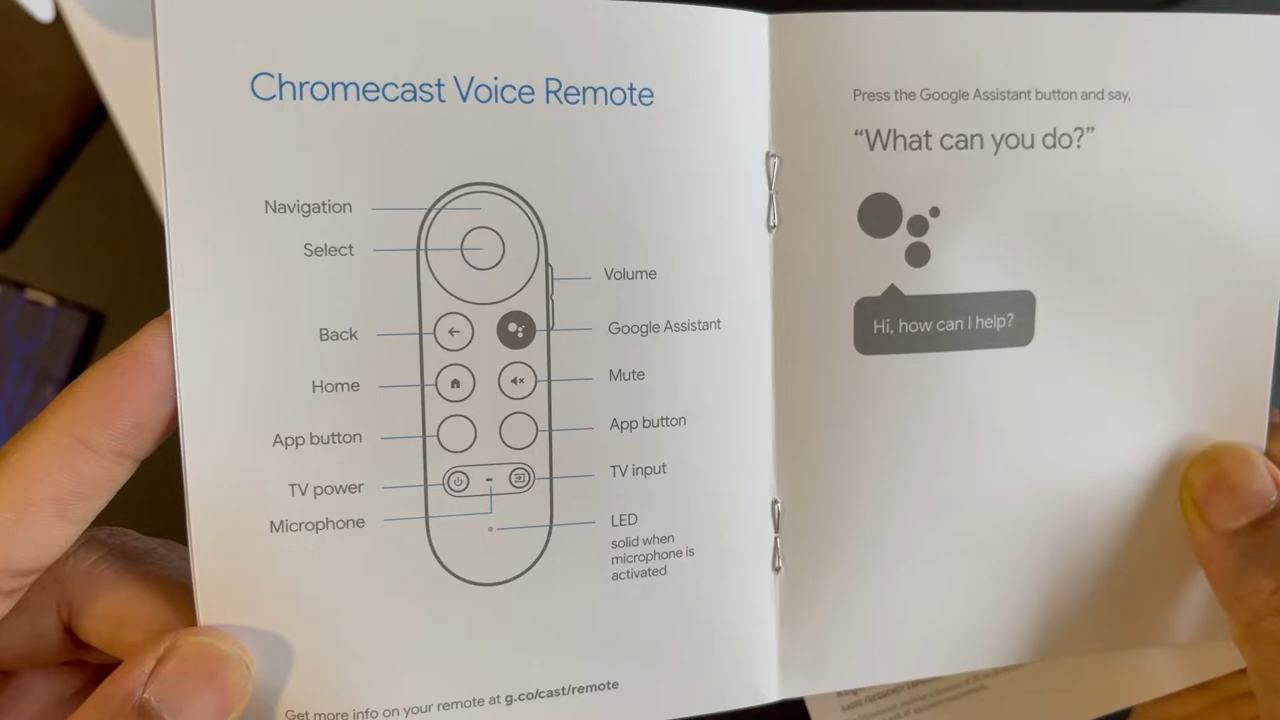 Chromecast Voice Remote
Navigation
Select
Back
Home
App button
TV power
Microphone
Volume
Google Assistant
Mute
App button
TV input
LED
solid when
microphone is
activated
Get more info on your remote at g.co/cast/remote
Press the Google Assistant button and say,
“What can you do?”
Hi, how can I help?